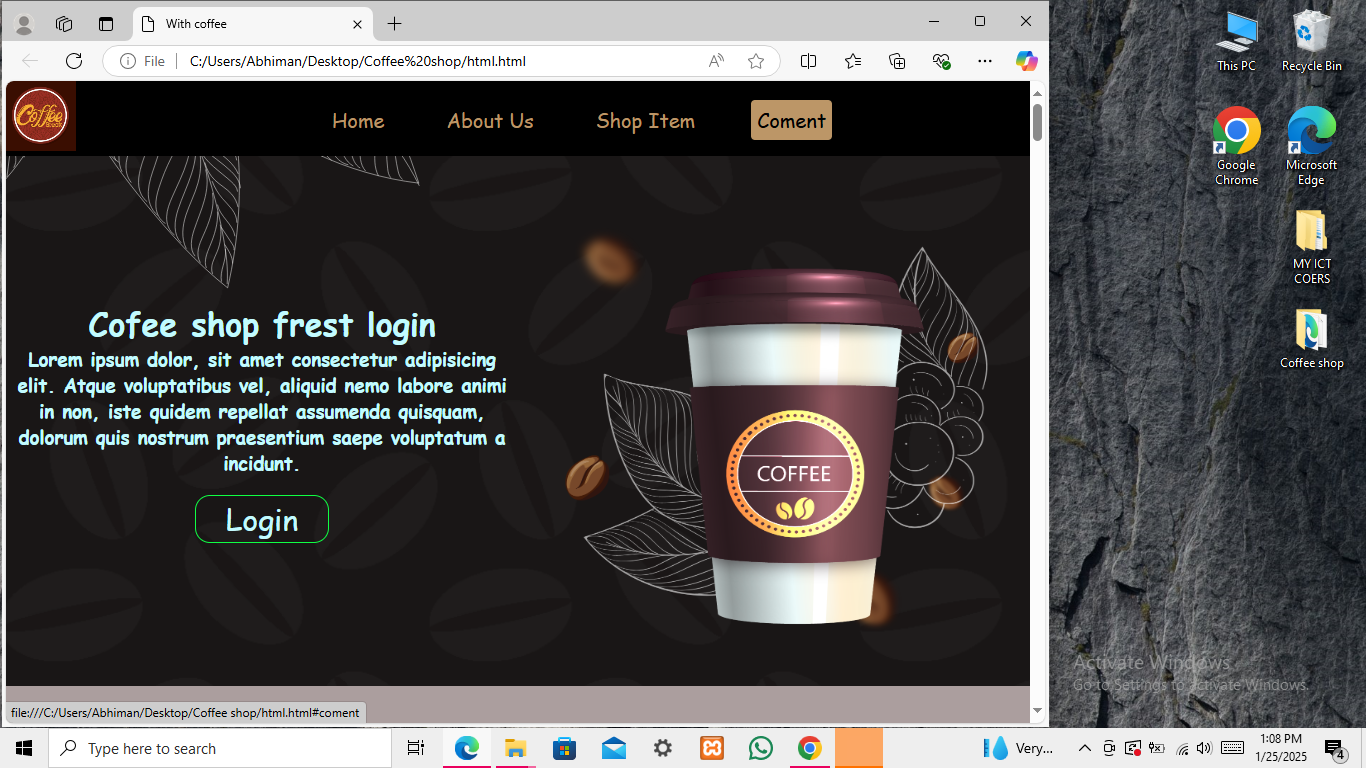 With coffee
File
C:/Users/Abhiman/Desktop/Coffee%20shop/html.html
This PC
Recycle Bin
Coffee
Home
About Us
Shop Item
Coment
Google
Chrome
Microsoft
Edge
MY ICT
COERS
Coffee shop
Cofee shop frest login
Lorem ipsum dolor, sit amet consectetur adipisicing
elit. Atque voluptatibus vel, aliquid nemo labore animi
in non, iste quidem repellat assumenda quisquam,
dolorum quis nostrum praesentium saepe voluptatum a
incidunt.
Login
COFFEE
Activate Windows
Go to Settings to activate Windows.
file:///C:/Users/Abhiman/Desktop/Coffee shop/html.html#coment
Type here to search
Very...
1:08 PM
1/25/2025
4